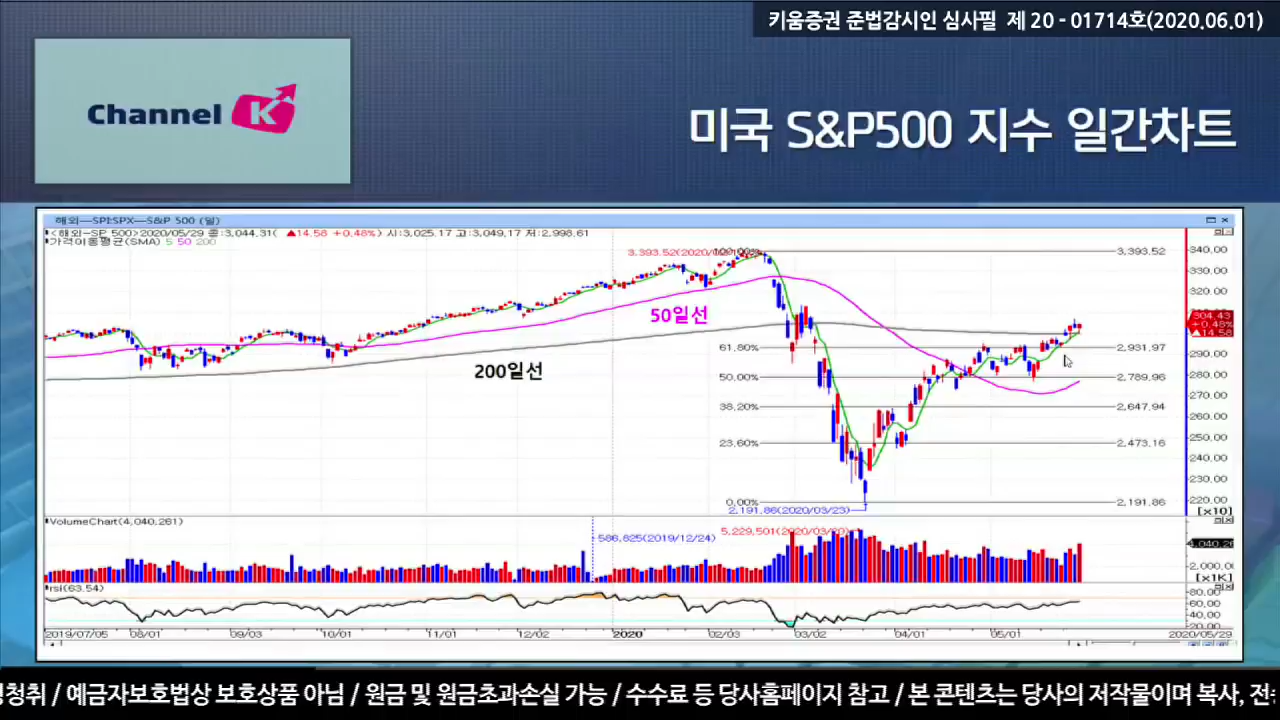 키움증권 준법감시인 심사필 제 20 - 01714호(2020.06.01)
Channel K
미국 S&P500 지수 일간차트
해외—SPI:SPX—S&P 500 (일)
<해외-SP 500>2020/05/29 종:3,044.31( ▲14.58 +0.48%) 시:3,025.17 고:3,049.17 저:2,998.61
가격이동평균(SMA) 5 50 200
100.00% 3,393.52
340.00
330.00
320.00
50일선
304.43
+0.48%
▲14.58
61.80% 2,931.97
290.00
200일선
50.00% 2,789.96
280.00
270.00
38.20% 2,647.94
260.00
250.00
23.60% 2,473.16
240.00
230.00
220.00
0.00% 2,191.86
2,191.86(2020/03/23)
[x10]
VolumeChart(4,040,261)
586,825(2019/12/24)
5,229,501(2020/03/20)
2,000.00
[x1K]
rsi(63.54)
80.00
60.00
40.00
20.00
2019/07/05 08/01 09/03 10/01 11/01 12/02 2020 02/03 03/02 04/01 05/01 2020/05/29
청취 / 예금자보호법상 보호상품 아님 / 원금 및 원금초과손실 가능 / 수수료 등 당사홈페이지 참고 / 본 콘텐츠는 당사의 저작물이며 복사,